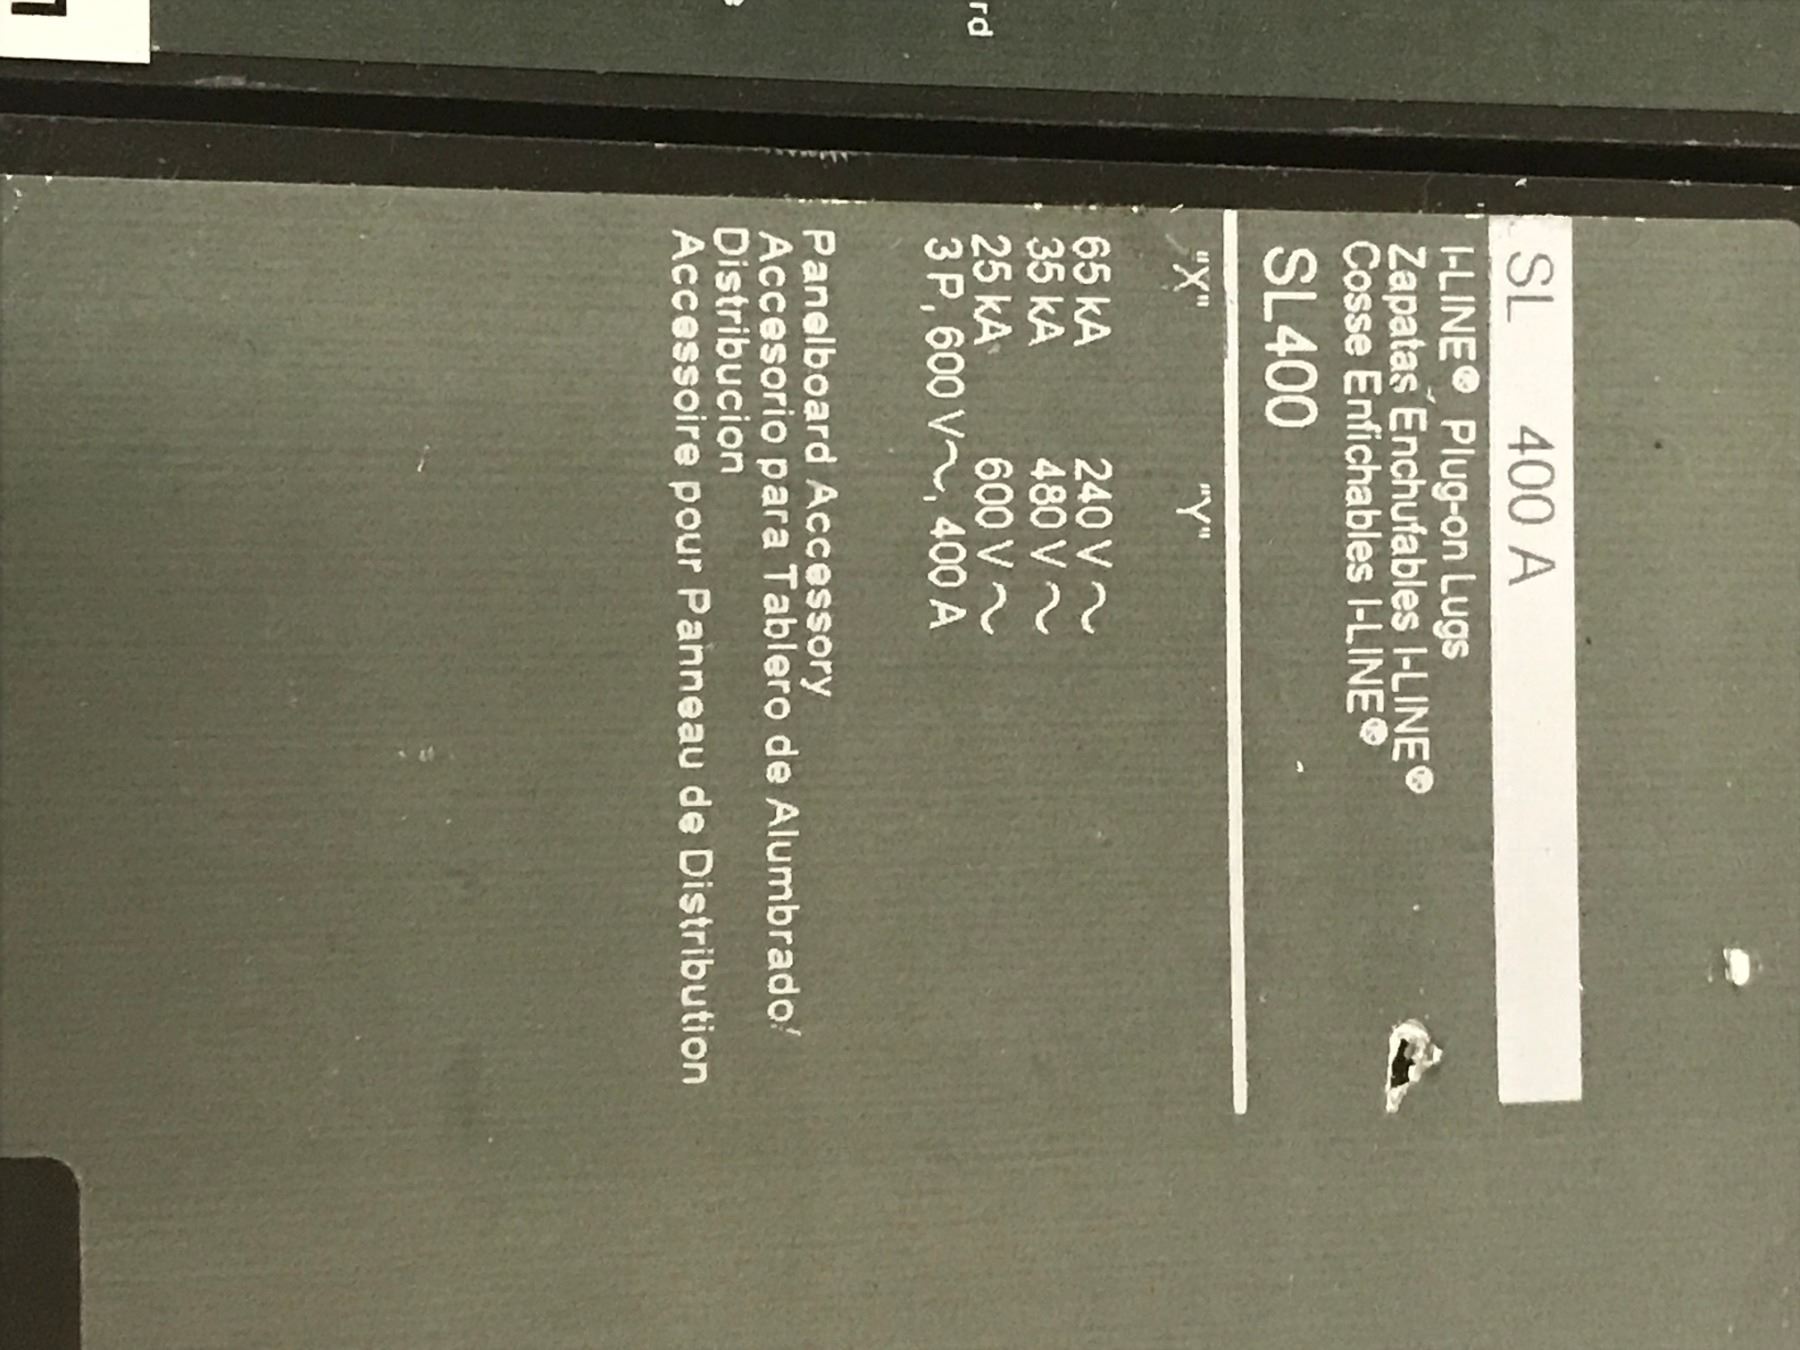 rd
SL 400 A
I-LINE® Plug-on Lugs
Zapatas Enchufables I-LINE®
Cosse Enfichables I-LINE®
SL400
"X" "Y"
65 kA 240 V ~
35 kA 480 V ~
25 kA 600 V ~
3 P, 600 V~, 400 A
Panelboard Accessory
Accesorio para Tablero de Alumbrado/
Distribucion
Accessoire pour Panneau de Distribution